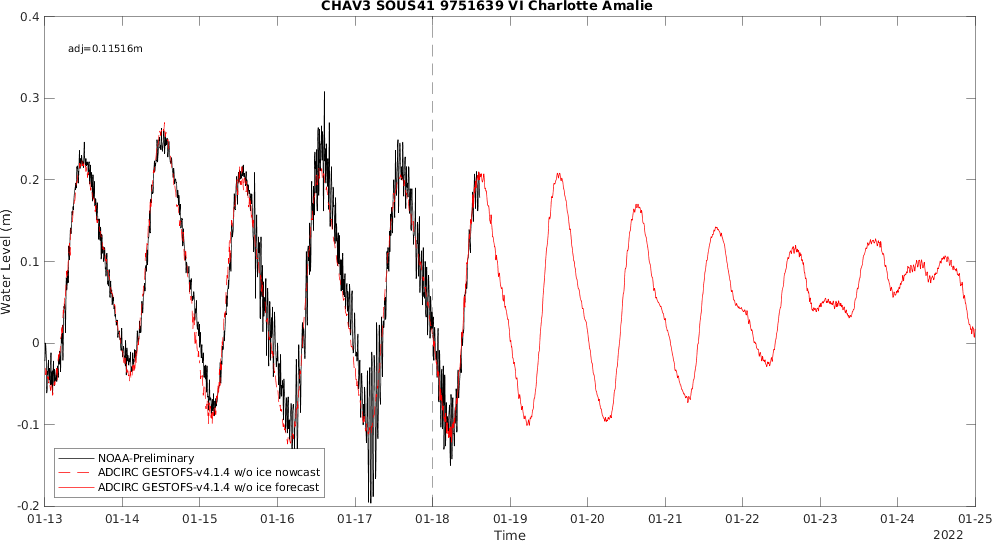 CHAV3 SOUS41 9751639 VI Charlotte Amalie
adj=0.11516m
0.4
0.3
0.2
0.1
0
-0.1
-0.2
Water Level (m)
NOAA-Preliminary
ADCIRC GESTOFS-v4.1.4 w/o ice nowcast
ADCIRC GESTOFS-v4.1.4 w/o ice forecast
01-13 01-14 01-15 01-16 01-17 01-18 01-19 01-20 01-21 01-22 01-23 01-24 01-25
Time
2022